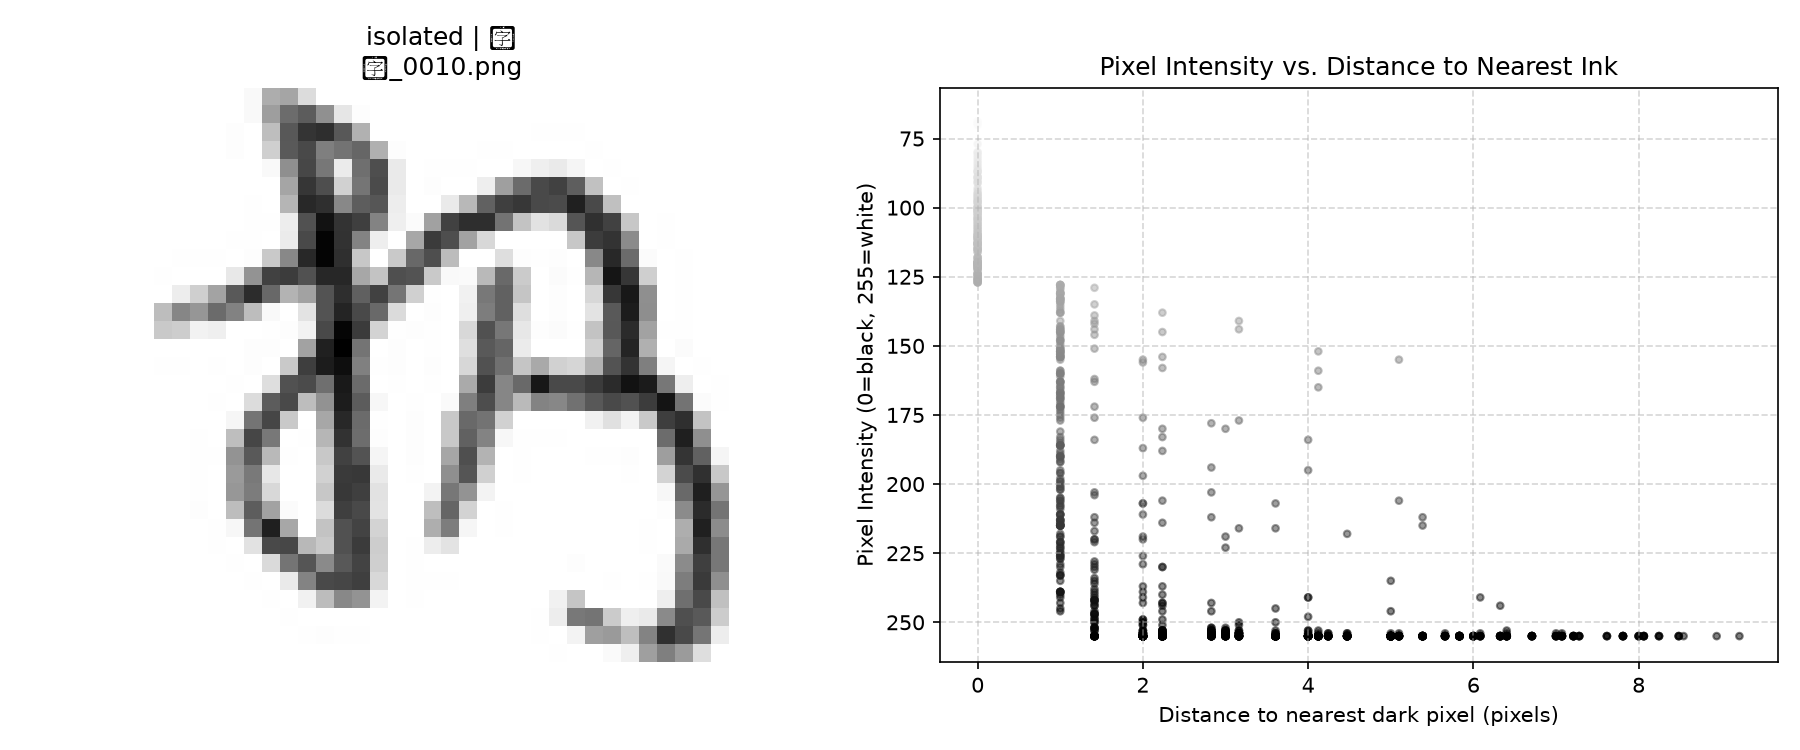 isolated |
_0010.png
Pixel Intensity vs. Distance to Nearest Ink
Pixel Intensity (0=black, 255=white)
75
100
125
150
175
200
225
250
0 2 4 6 8
Distance to nearest dark pixel (pixels)